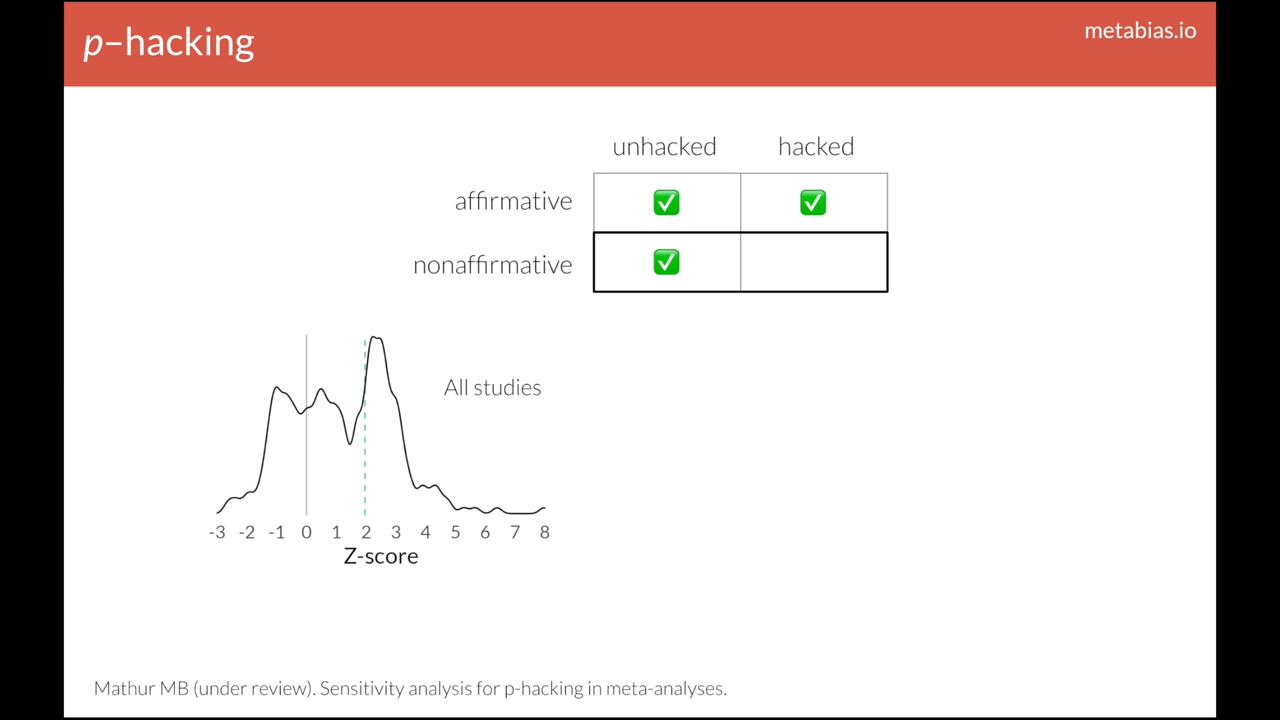 p-hacking
metabias.io
unhacked hacked
affirmative
nonaffirmative
All studies
-3 -2 -1 0 1 2 3 4 5 6 7 8
Z-score
Mathur MB (under review). Sensitivity analysis for p-hacking in meta-analyses.